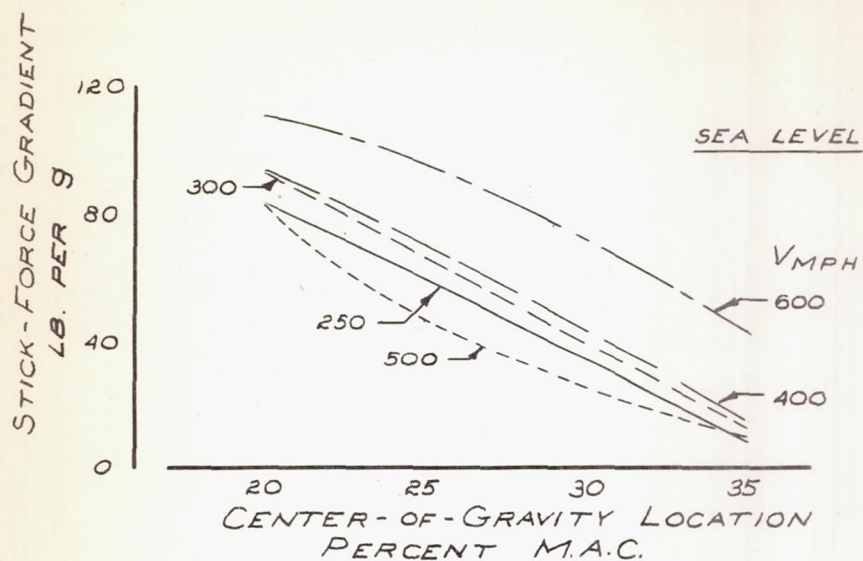 STICK-FORCE GRADIENT
LB. PER g
120
80
40
0
SEA LEVEL
VMPH
300
250
500
600
400
20 25 30 35
CENTER-OF-GRAVITY LOCATION
PERCENT M.A.C.